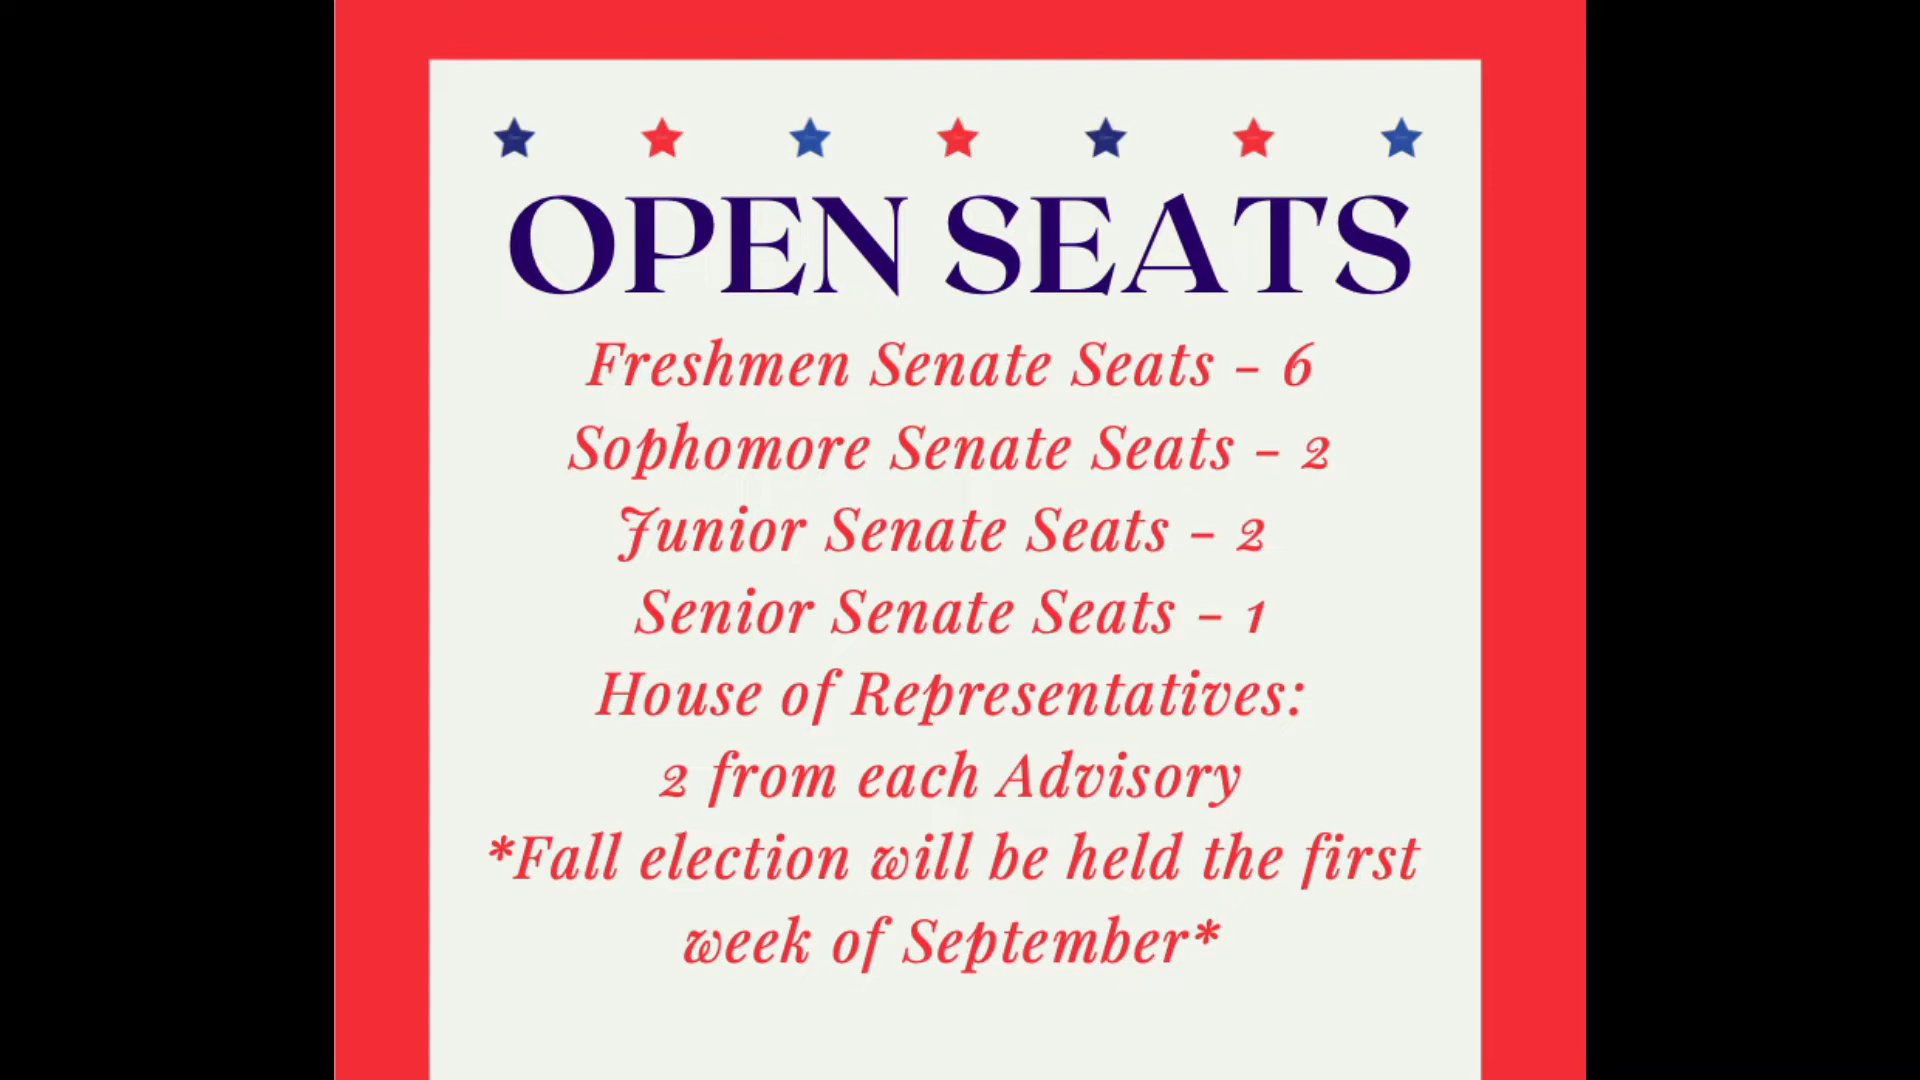 OPEN SEATS
Freshmen Senate Seats - 6
Sophomore Senate Seats - 2
Junior Senate Seats - 2
Senior Senate Seats - 1
House of Representatives:
2 from each Advisory
*Fall election will be held the first
week of September*